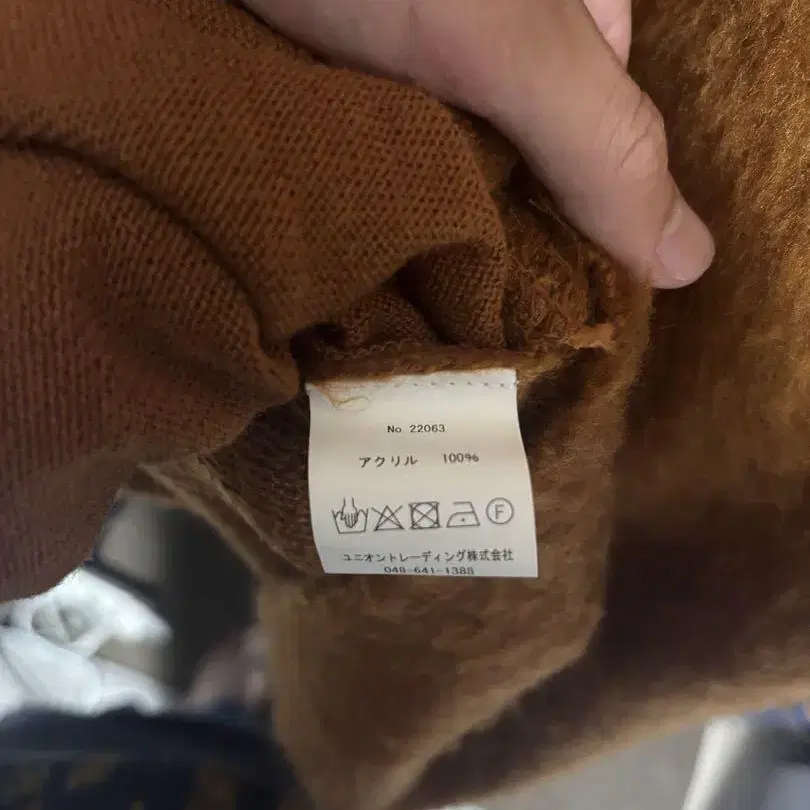 No. 22063
アクリル 100%
F
ユニオントレーディング株式会社
048-641-1388